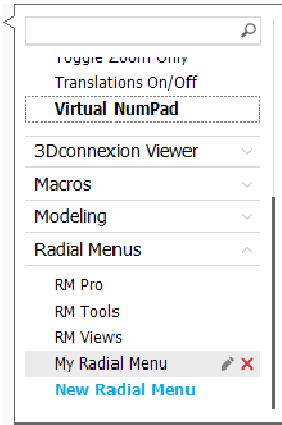 Toggle Zoom Only
Translations On/Off
Virtual NumPad
3Dconnexion Viewer
Macros
Modeling
Radial Menus
RM Pro
RM Tools
RM Views
My Radial Menu
New Radial Menu